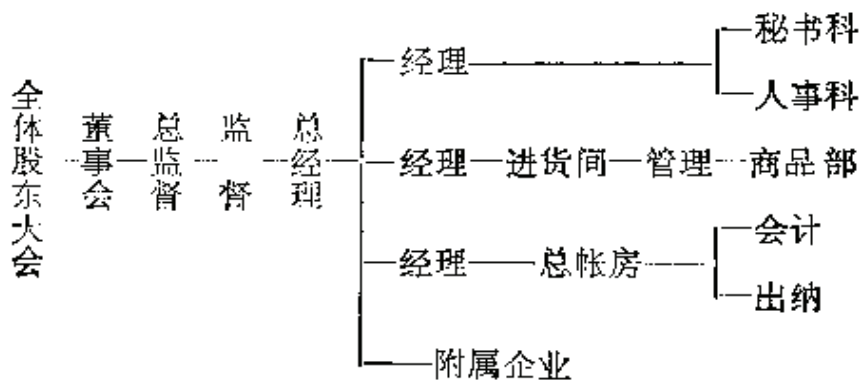 全体股东大会
董事会
总监督
监督
总经理
经理
秘书科
人事科
经理
进货间
管理
商品部
经理
总帐房
会计
出纳
附属企业